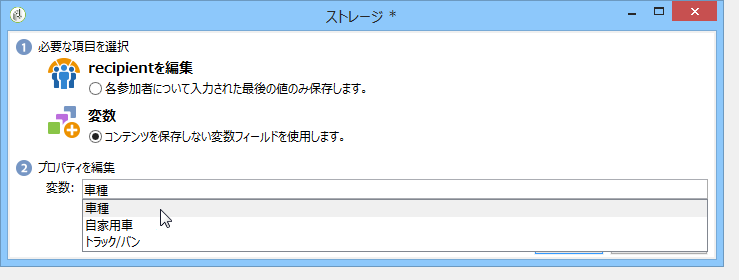 ストレージ *
1 必要な項目を選択
recipientを編集
各参加者について入力された最後の値のみ保存します。
変数
コンテンツを保存しない変数フィールドを使用します。
2 プロパティを編集
変数: 車種
車種
自家用車
トラック/バン